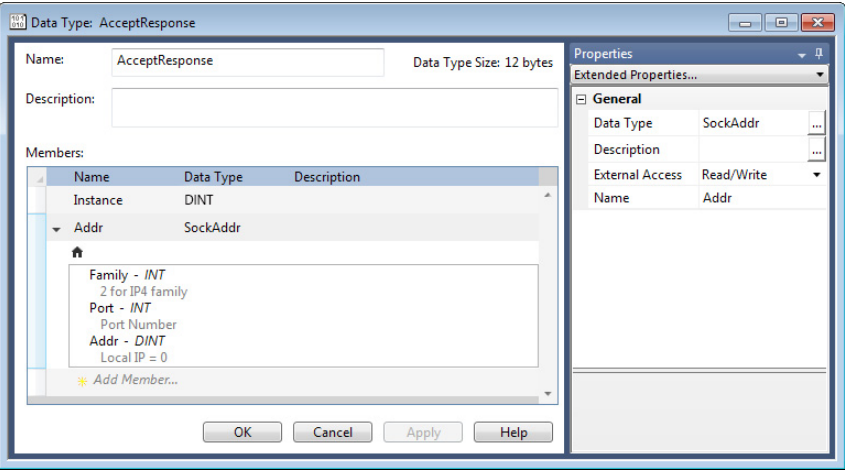 Data Type: AcceptResponse
Name: AcceptResponse Data Type Size: 12 bytes
Description:
Members:
Name Data Type Description
Instance DINT
Addr SockAddr
Family - INT
2 for IP4 family
Port - INT
Port Number
Addr - DINT
Local IP = 0
Add Member...
OK Cancel Apply Help
Properties
Extended Properties...
General
Data Type SockAddr ...
Description ...
External Access Read/Write
Name Addr